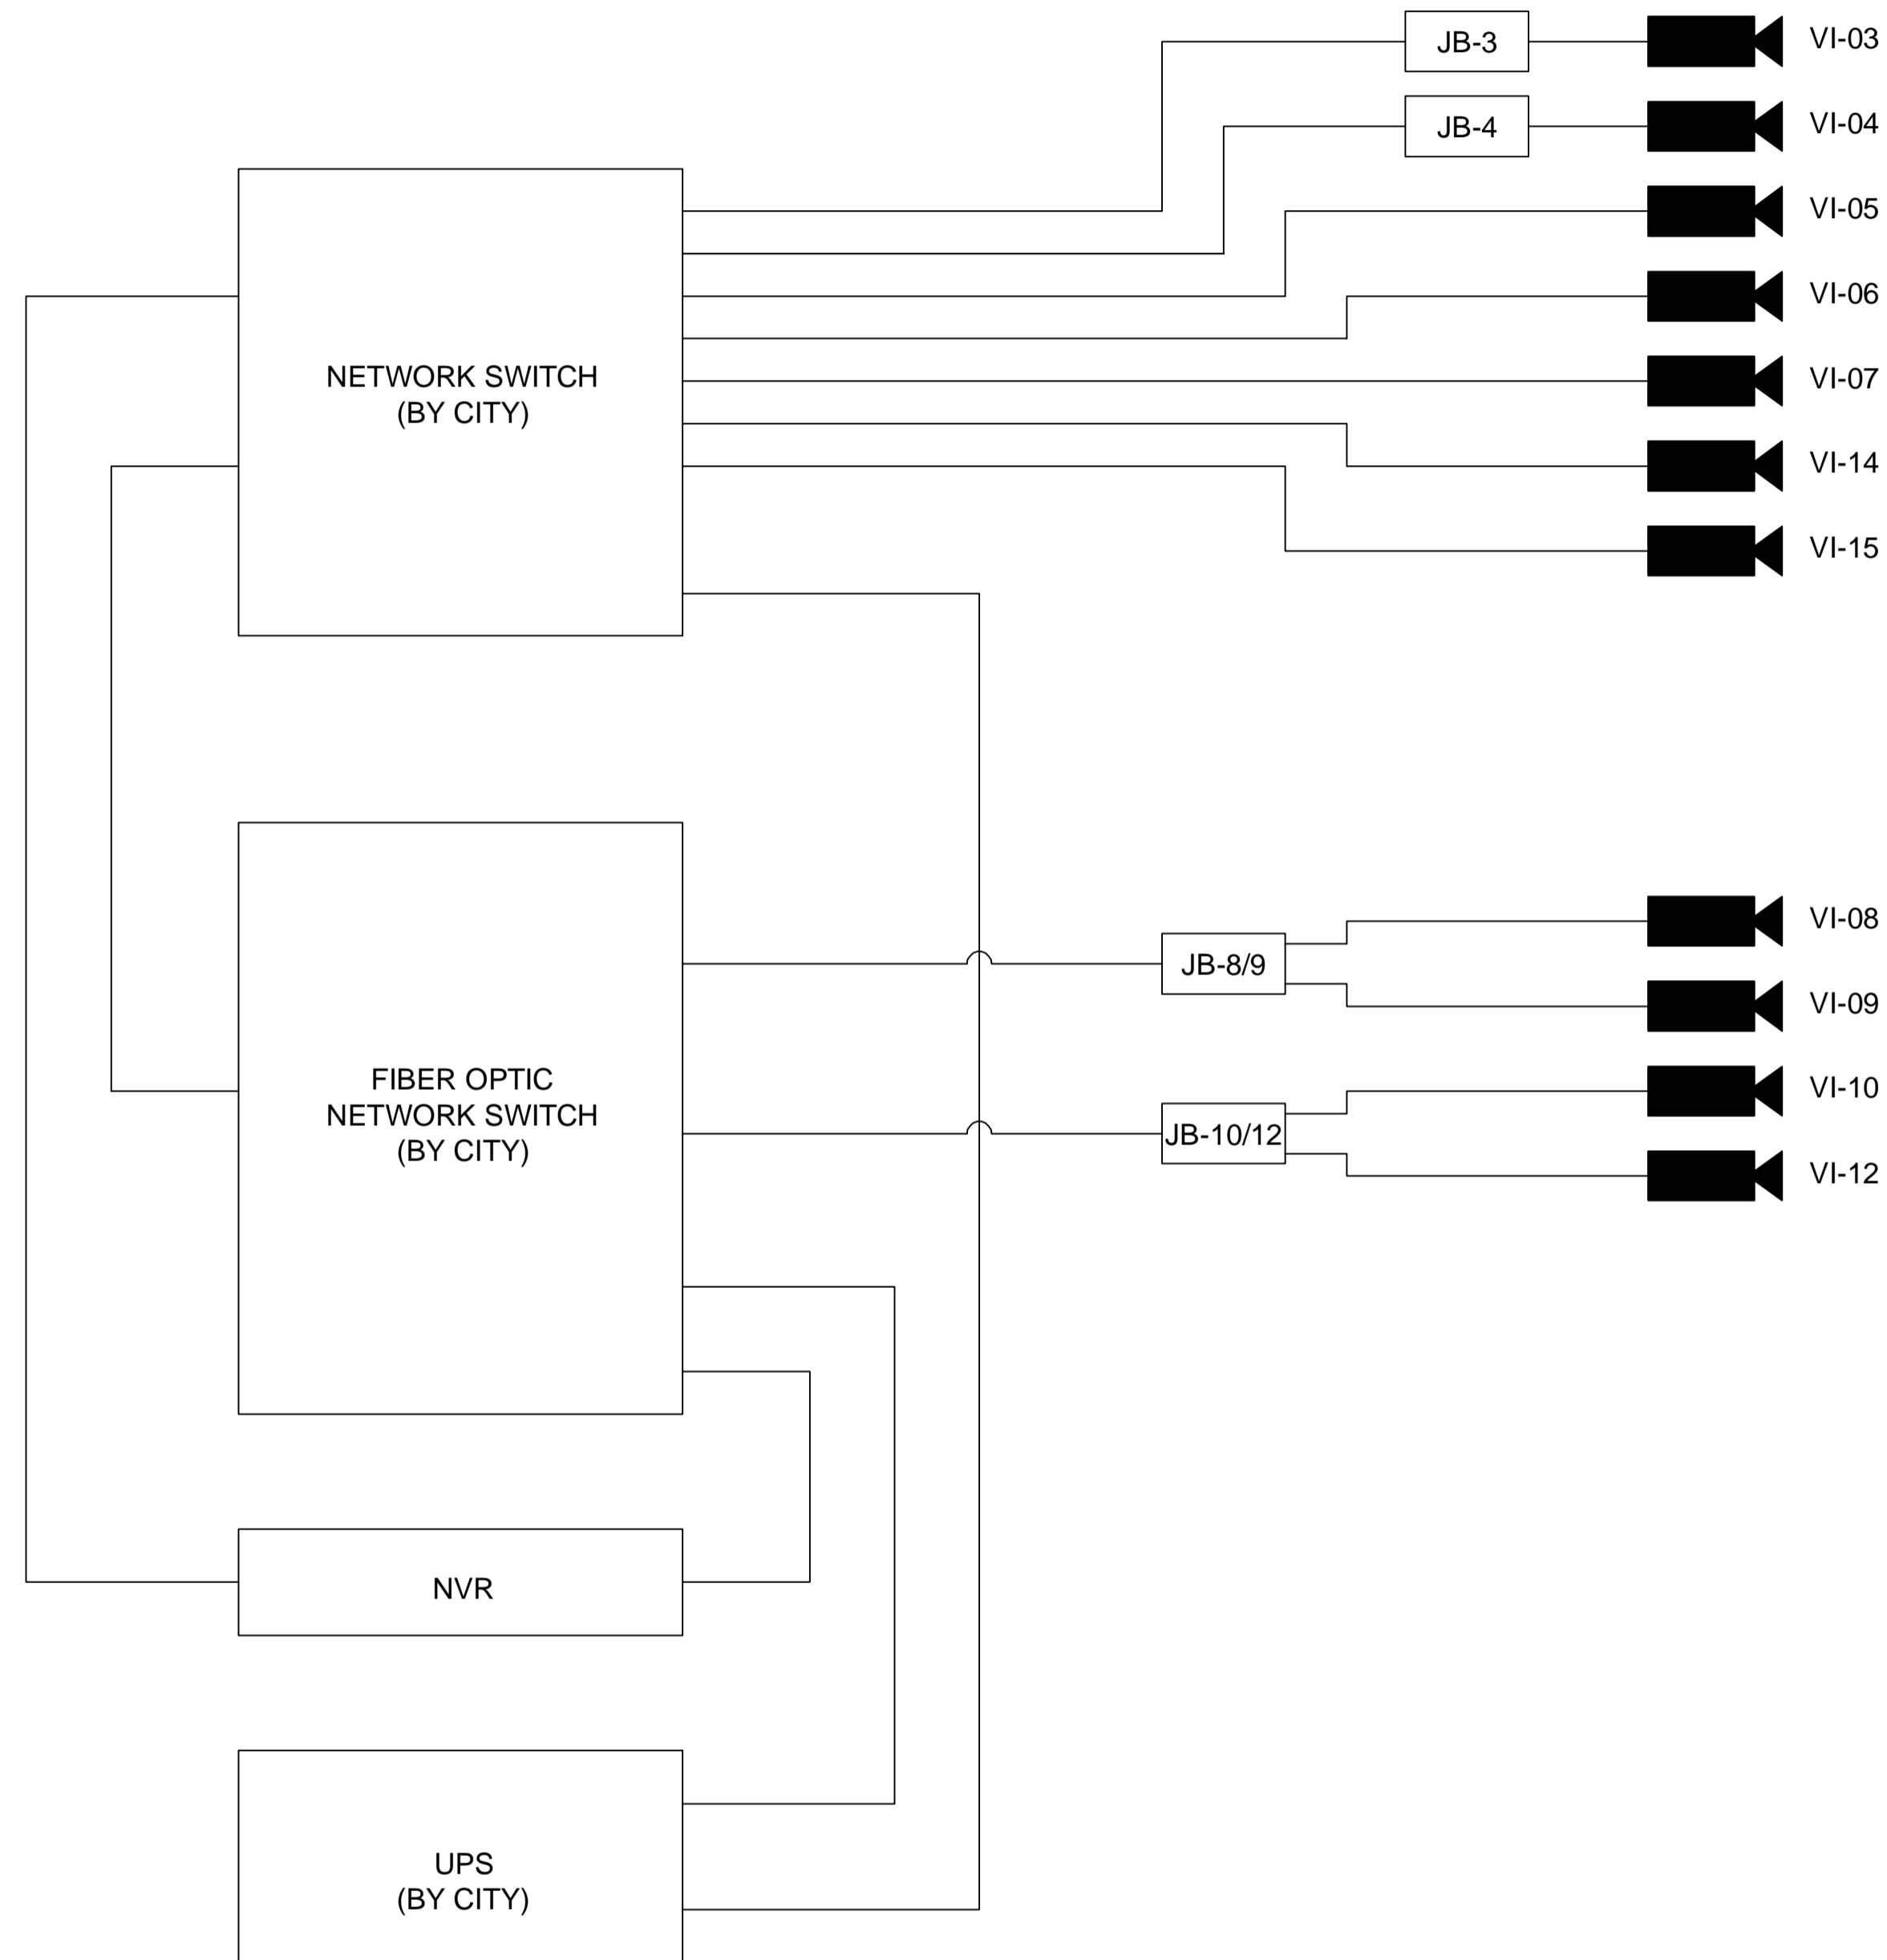 JB-3
VI-03
JB-4
VI-04
VI-05
VI-06
NETWORK SWITCH
(BY CITY)
VI-07
VI-14
VI-15
JB-8/9
VI-08
VI-09
FIBER OPTIC
NETWORK SWITCH
(BY CITY)
JB-10/12
VI-10
VI-12
NVR
UPS
(BY CITY)